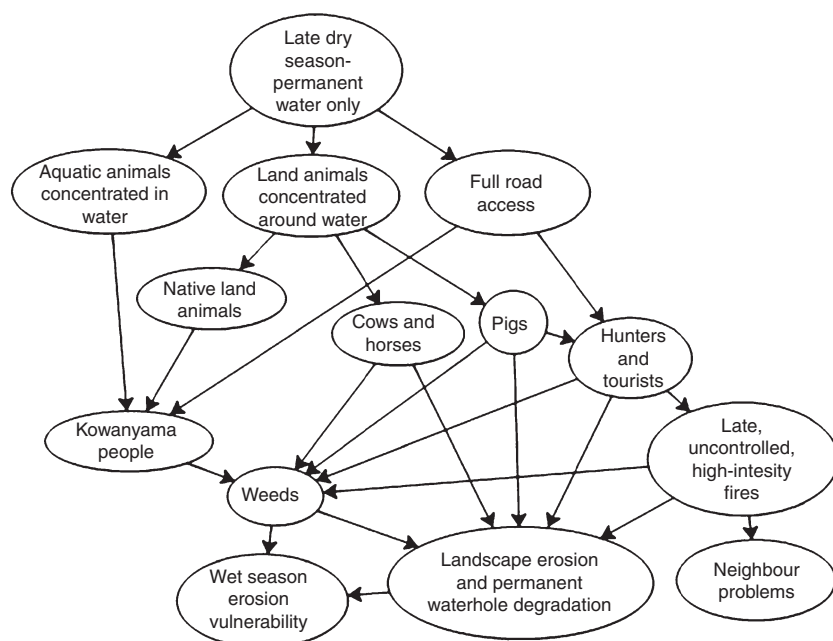 Late dry
season-
permanent
water only
Aquatic animals
concentrated in
water
Land animals
concentrated
around water
Full road
access
Native land
animals
Cows and
horses
Pigs
Hunters
and
tourists
Kowanyama
people
Late,
uncontrolled,
high-intesity
fires
Weeds
Wet season
erosion
vulnerability
Landscape erosion
and permanent
waterhole degradation
Neighbour
problems